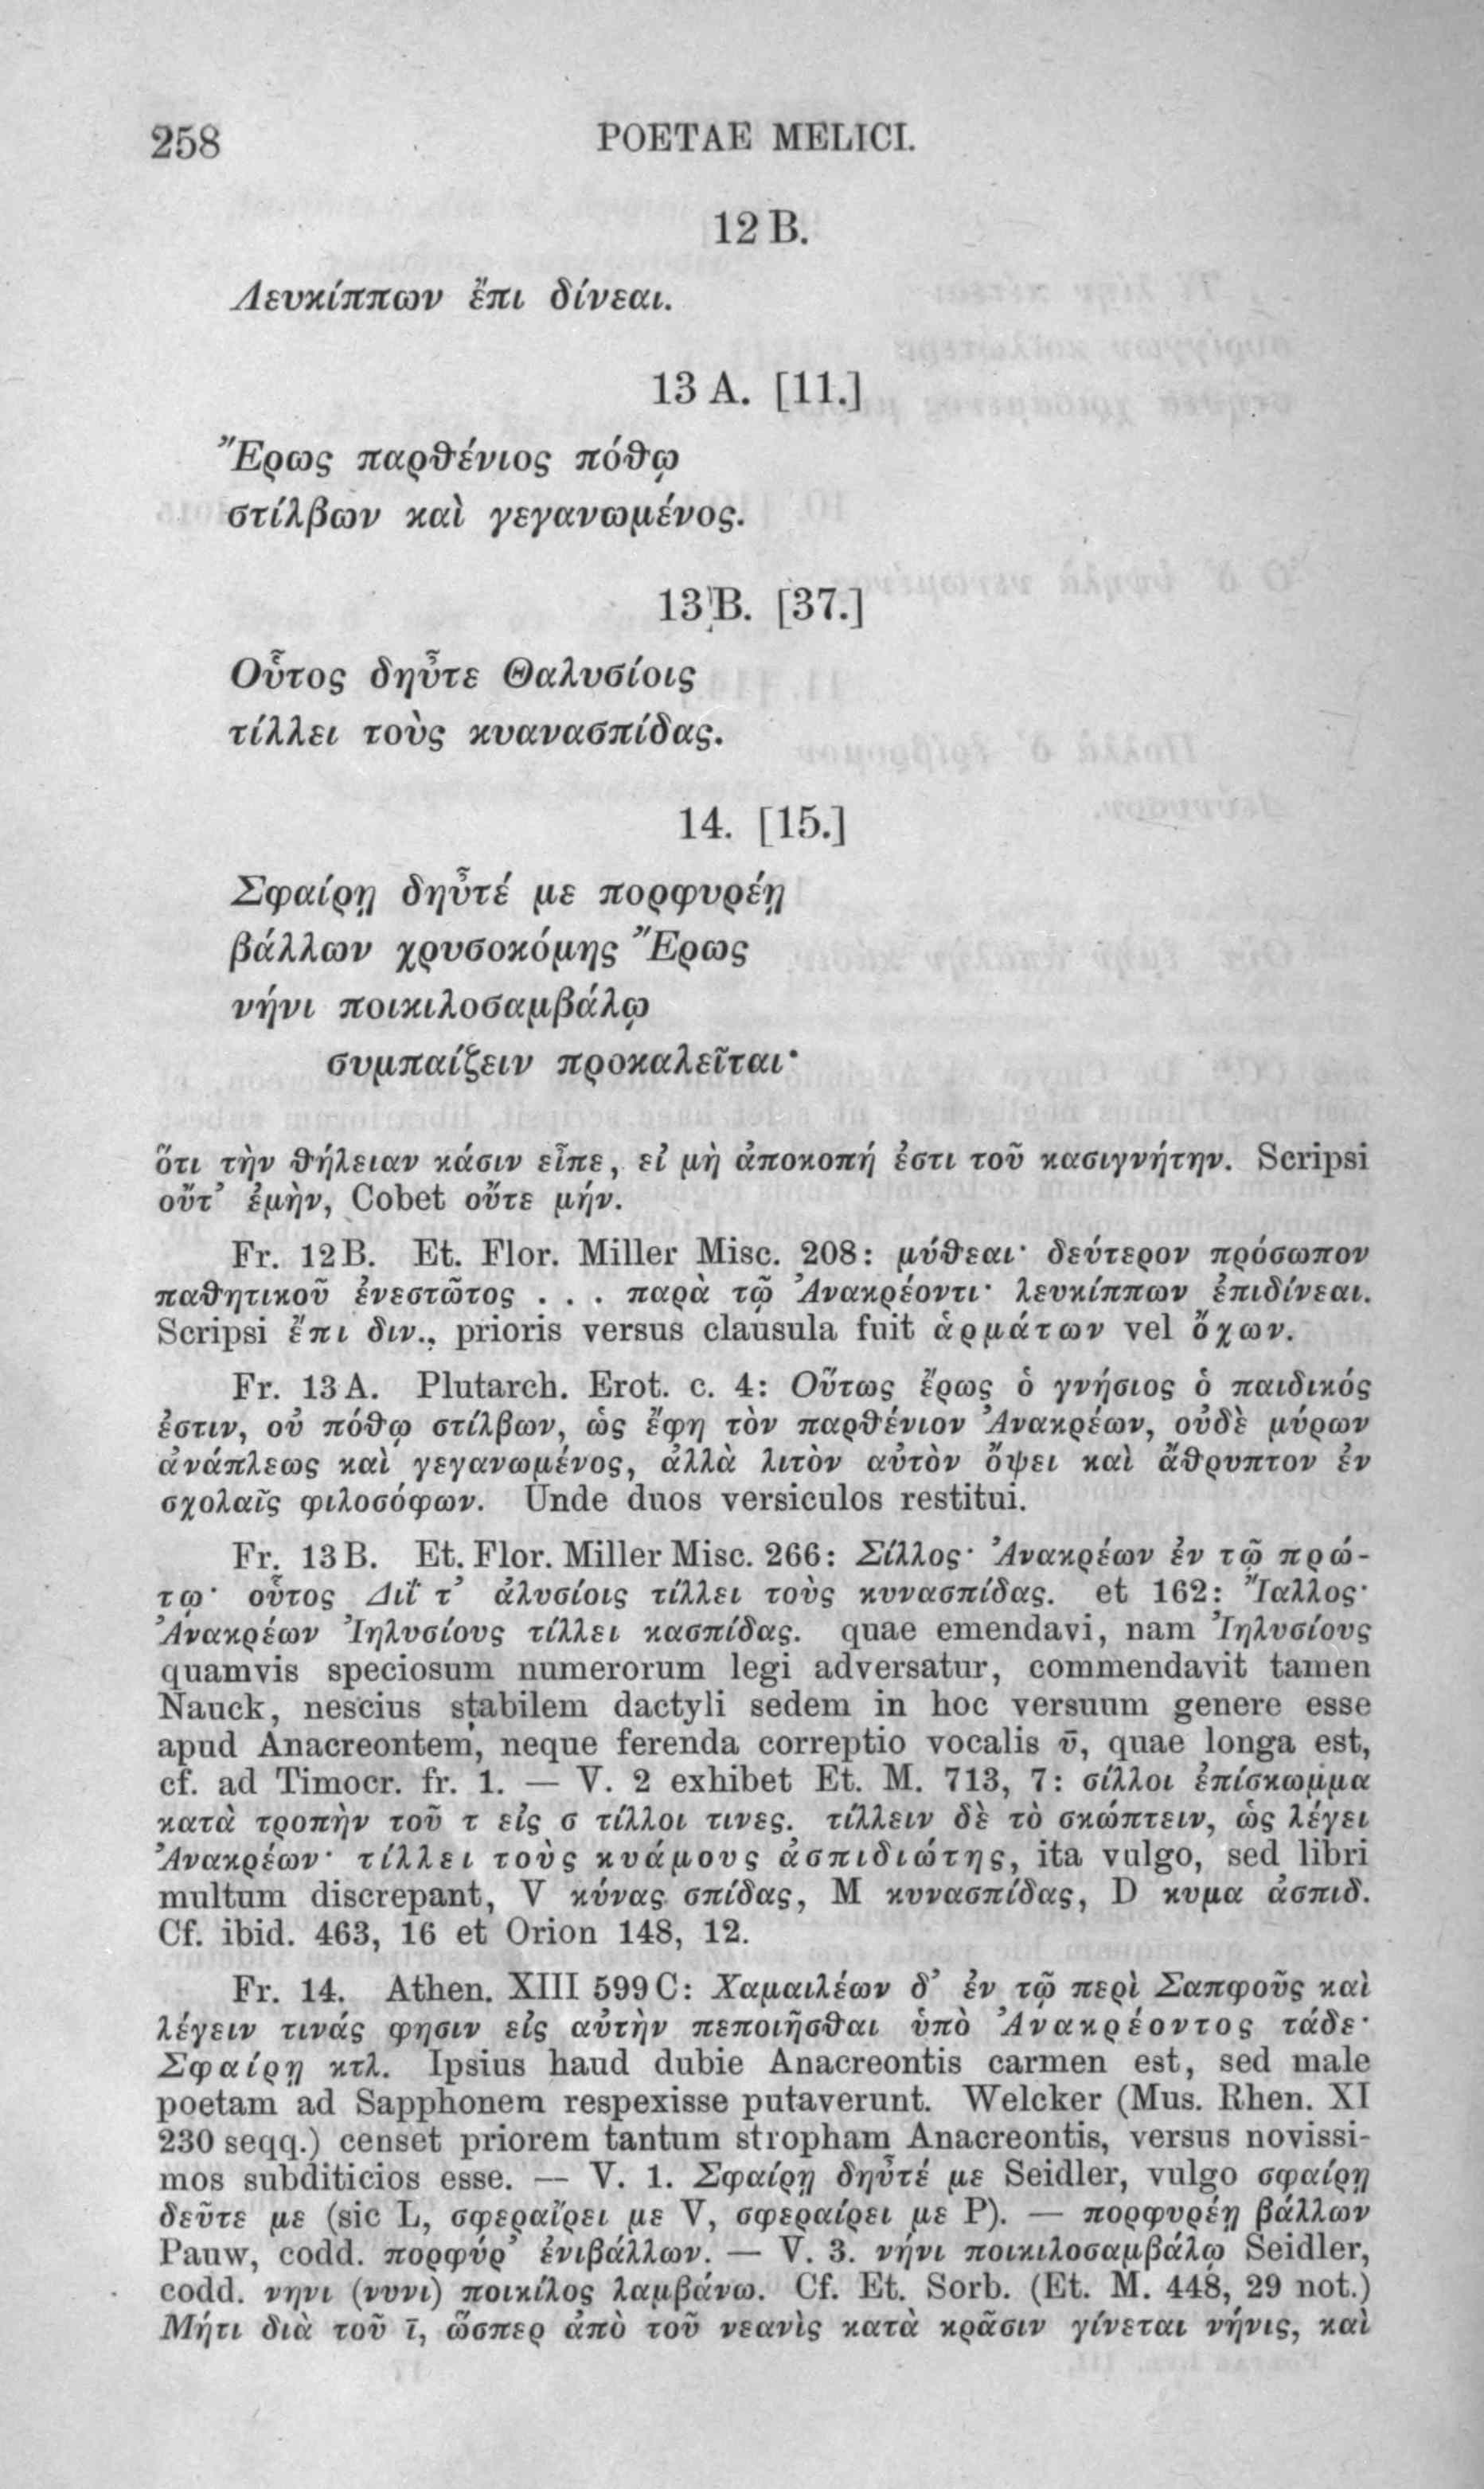 258 POETAE MELICI.
12 B.
Λευκίππων ἔπι δίνεαι.
13 A. [11.]
Ἔρως παρθένιος πόθῳ
στίλβων καὶ γεγανωμένος.
13 B. [37.]
Οὗτος δηὖτε Θαλυσίοις
τίλλει τοὺς κυανασπίδας.
14. [15.]
Σφαίρῃ δηὖτέ με πορφυρέῃ
βάλλων χρυσοκόμης Ἔρως
νήνι ποικιλοσαμβάλῳ
συμπαίζειν προκαλεῖται·
ὅτι τὴν θήλειαν κάσιν εἶπε, εἰ μὴ ἀποκοπή ἐστι τοῦ κασιγνήτην. Scripsi
οὔτ’ ἐμὴν, Cobet οὔτε μήν.
Fr. 12 B. Et. Flor. Miller Misc. 208: μύθεαι· δεύτερον πρόσωπον
παθητικοῦ ἐνεστῶτος . . . παρὰ τῷ Ἀνακρέοντι· λευκίππων ἐπιδίνεαι.
Scripsi ἔπι διν., prioris versus clausula fuit ἁρμάτων vel ὄχων.
Fr. 13 A. Plutarch. Erot. c. 4: Οὕτως ἔρως ὁ γνήσιος ὁ παιδικός
ἐστιν, οὐ πόθῳ στίλβων, ὡς ἔφη τὸν παρθένιον Ἀνακρέων, οὐδὲ μύρων
ἀνάπλεως καὶ γεγανωμένος, ἀλλὰ λιτὸν αὐτὸν ὄψει καὶ ἄθρυπτον ἐν
σχολαῖς φιλοσόφων. Unde duos versiculos restitui.
Fr. 13 B. Et. Flor. Miller Misc. 266: Σίλλος· Ἀνακρέων ἐν τῷ πρώ-
τῳ· οὗτος Διΐ τ’ ἀλυσίοις τίλλει τοὺς κυνασπίδας. et 162: Ἴαλλος·
Ἀνακρέων Ἰηλυσίους τίλλει κασπίδας. quae emendavi, nam Ἰηλυσίους
quamvis speciosum numerorum legi adversatur, commendavit tamen
Nauck, nescius stabilem dactyli sedem in hoc versuum genere esse
apud Anacreontem, neque ferenda correptio vocalis ῡ, quae longa est,
cf. ad Timocr. fr. 1. — V. 2 exhibet Et. M. 713, 7: σίλλοι ἐπίσκωμμα
κατὰ τροπὴν τοῦ τ εἰς σ τίλλοι τινες. τίλλειν δὲ τὸ σκώπτειν, ὡς λέγει
Ἀνακρέων· τίλλει τοὺς κυάμους ἀσπιδιώτης, ita vulgo, sed libri
multum discrepant, V κύνας σπίδας, M κυνασπίδας, D κυμα ἀσπιδ.
Cf. ibid. 463, 16 et Orion 148, 12.
Fr. 14. Athen. XIII 599 C: Χαμαιλέων δ’ ἐν τῷ περὶ Σαπφοῦς καὶ
λέγειν τινάς φησιν εἰς αὐτὴν πεποιῆσθαι ὑπὸ Ἀνακρέοντος τάδε·
Σφαίρῃ κτλ. Ipsius haud dubie Anacreontis carmen est, sed male
poetam ad Sapphonem respexisse putaverunt. Welcker (Mus. Rhen. XI
230 seqq.) censet priorem tantum stropham Anacreontis, versus novissi-
mos subditicios esse. — V. 1. Σφαίρῃ δηὖτέ με Seidler, vulgo σφαίρῃ
δεῦτε με (sic L, σφεραῖρει με V, σφεραίρει με P). — πορφυρέῃ βάλλων
Pauw, codd. πορφύρ’ ἐνιβάλλων. — V. 3. νήνι ποικιλοσαμβάλῳ Seidler,
codd. νηνι (νυνι) ποικίλος λαμβάνω. Cf. Et. Sorb. (Et. M. 448, 29 not.)
Μήτι διὰ τοῦ ῑ, ὥσπερ ἀπὸ τοῦ νεανὶς κατὰ κρᾶσιν γίνεται νήνις, καὶ